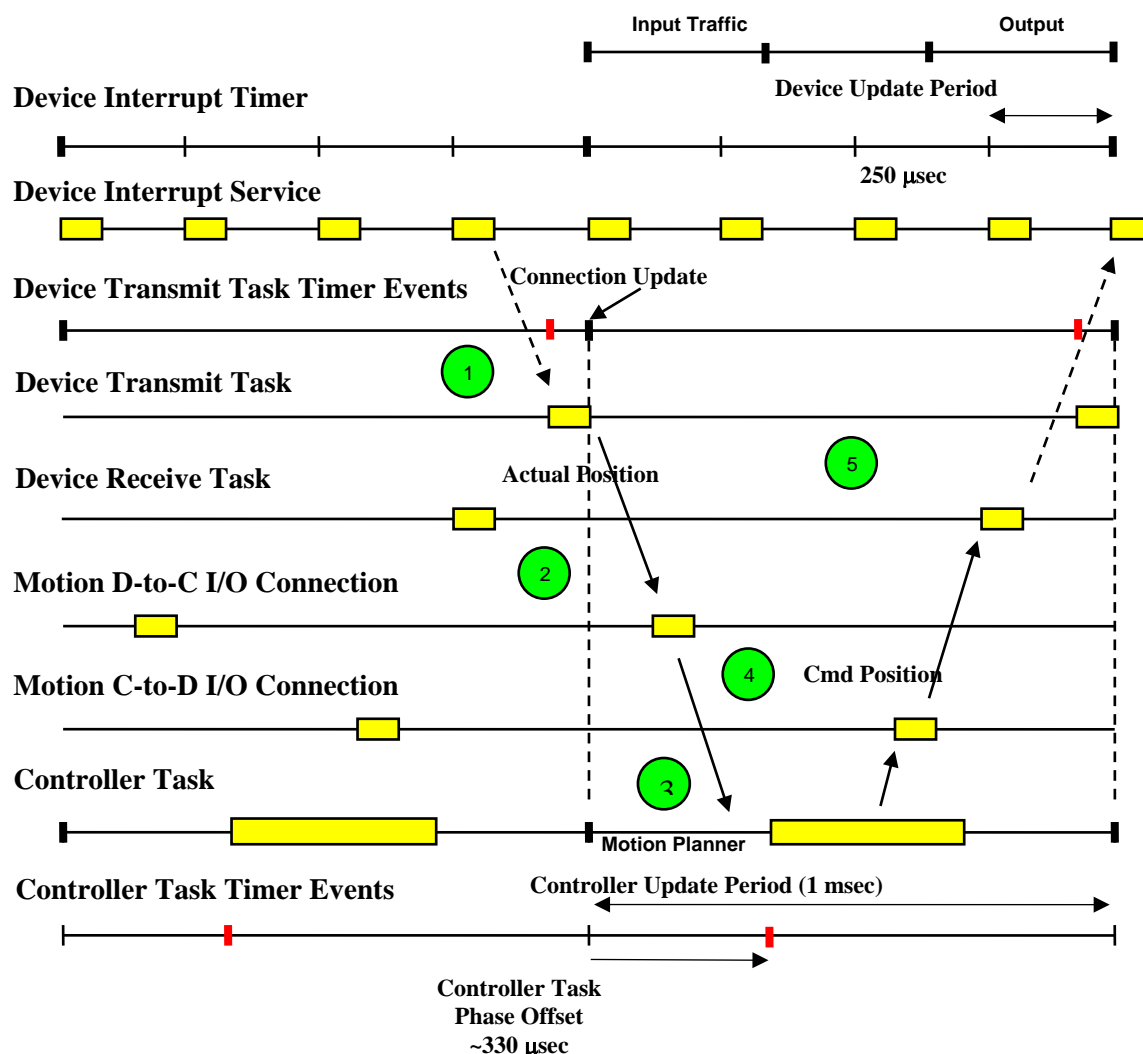 Input Traffic
Output
Device Update Period
Device Interrupt Timer
250 μsec
Device Interrupt Service
Connection Update
Device Transmit Task Timer Events
1
Device Transmit Task
5
Actual Position
Device Receive Task
2
Motion D-to-C I/O Connection
4
Cmd Position
Motion C-to-D I/O Connection
Controller Task
3
Motion Planner
Controller Task Timer Events
Controller Update Period (1 msec)
Controller Task
Phase Offset
~330 μsec